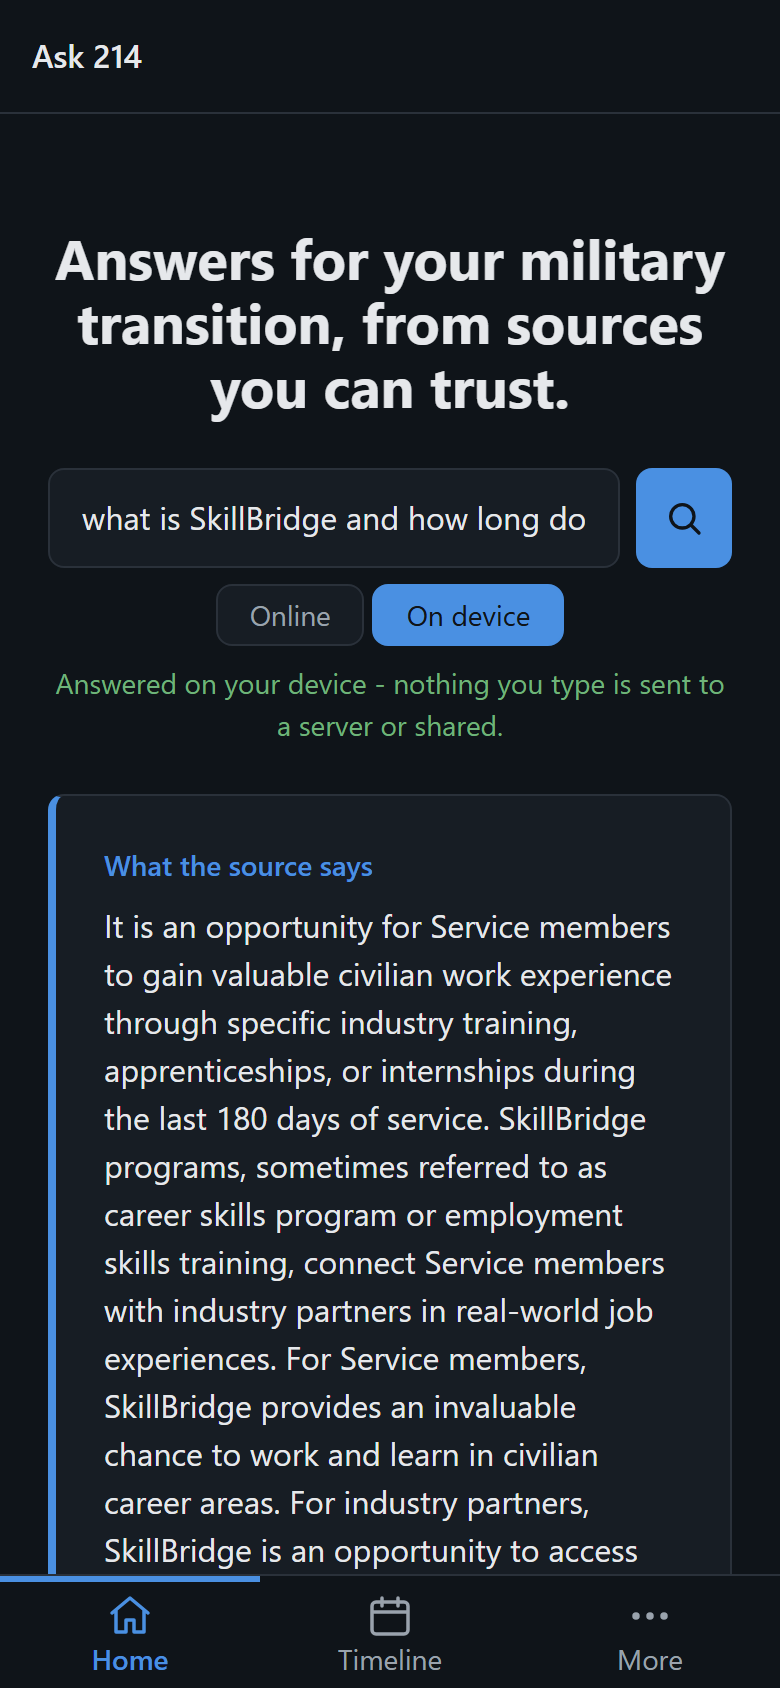 Ask 214
Answers for your military
transition, from sources
you can trust.
what is SkillBridge and how long do
Online
On device
Answered on your device - nothing you type is sent to
a server or shared.
What the source says
It is an opportunity for Service members
to gain valuable civilian work experience
through specific industry training,
apprenticeships, or internships during
the last 180 days of service. SkillBridge
programs, sometimes referred to as
career skills program or employment
skills training, connect Service members
with industry partners in real-world job
experiences. For Service members,
SkillBridge provides an invaluable
chance to work and learn in civilian
career areas. For industry partners,
SkillBridge is an opportunity to access
Home
Timeline
More